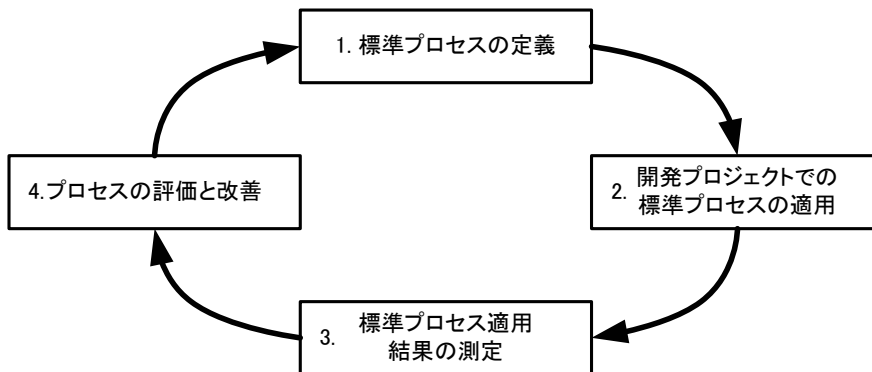 1. 標準プロセスの定義
2. 開発プロジェクトでの
標準プロセスの適用
3. 標準プロセス適用
結果の測定
4.プロセスの評価と改善